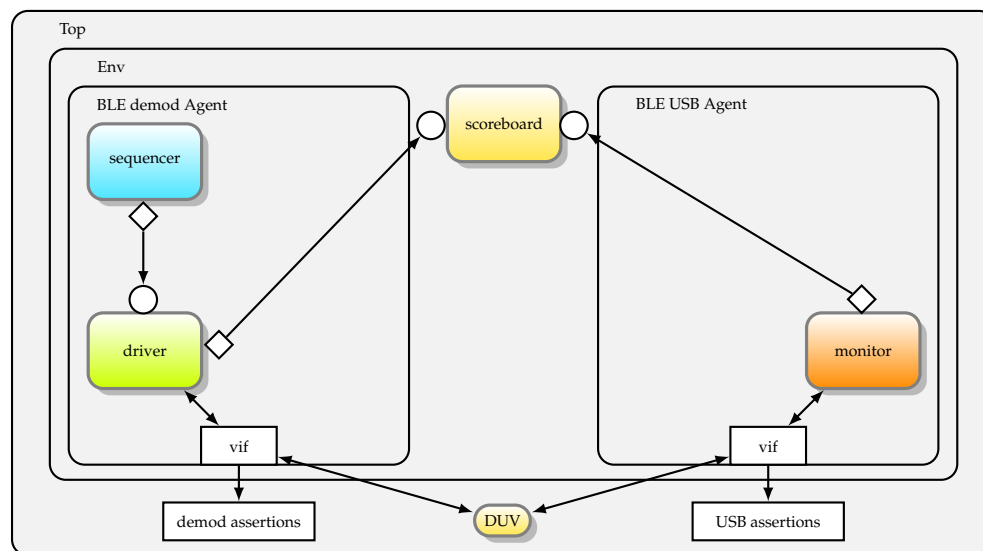 Top
Env
BLE demod Agent
BLE USB Agent
scoreboard
sequencer
driver
monitor
vif
vif
demod assertions
DUV
USB assertions